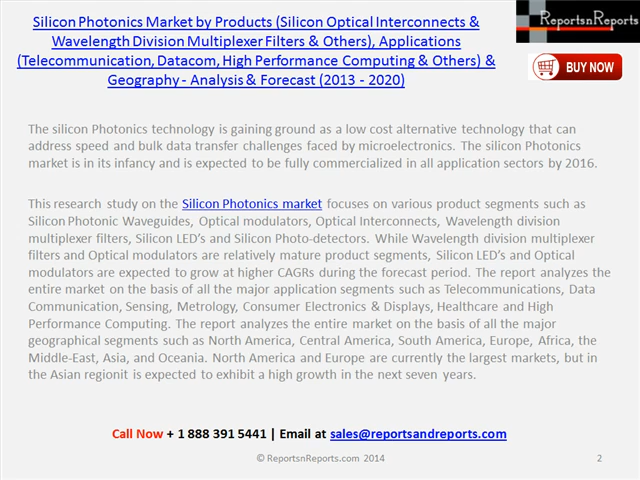 Silicon Photonics Market by Products (Silicon Optical Interconnects &
Wavelength Division Multiplexer Filters & Others), Applications
(Telecommunication, Datacom, High Performance Computing & Others) &
Geography - Analysis & Forecast (2013 - 2020)
ReportsnReports
BUY NOW
The silicon Photonics technology is gaining ground as a low cost alternative technology that can
address speed and bulk data transfer challenges faced by microelectronics. The silicon Photonics
market is in its infancy and is expected to be fully commercialized in all application sectors by 2016.
This research study on the Silicon Photonics market focuses on various product segments such as
Silicon Photonic Waveguides, Optical modulators, Optical Interconnects, Wavelength division
multiplexer filters, Silicon LED's and Silicon Photo-detectors. While Wavelength division multiplexer
filters and Optical modulators are relatively mature product segments, Silicon LED's and Optical
modulators are expected to grow at higher CAGRs during the forecast period. The report analyzes the
entire market on the basis of all the major application segments such as Telecommunications, Data
Communication, Sensing, Metrology, Consumer Electronics & Displays, Healthcare and High
Performance Computing. The report analyzes the entire market on the basis of all the major
geographical segments such as North America, Central America, South America, Europe, Africa, the
Middle-East, Asia, and Oceania. North America and Europe are currently the largest markets, but in
the Asian regionit is expected to exhibit a high growth in the next seven years.
Call Now + 1 888 391 5441 | Email at sales@reportsandreports.com
© ReportsnReports.com 2014
2